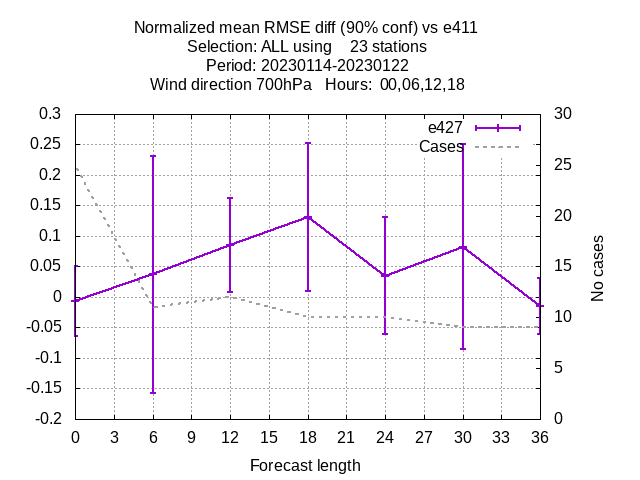 Normalized mean RMSE diff (90% conf) vs e411
Selection: ALL using 23 stations
Period: 20230114-20230122
Wind direction 700hPa Hours: 00,06,12,18
0.3
0.25
0.2
0.15
0.1
0.05
0
-0.05
-0.1
-0.15
-0.2
e427
Cases
30
25
20
15
10
5
0
No cases
0 3 6 9 12 15 18 21 24 27 30 33 36
Forecast length